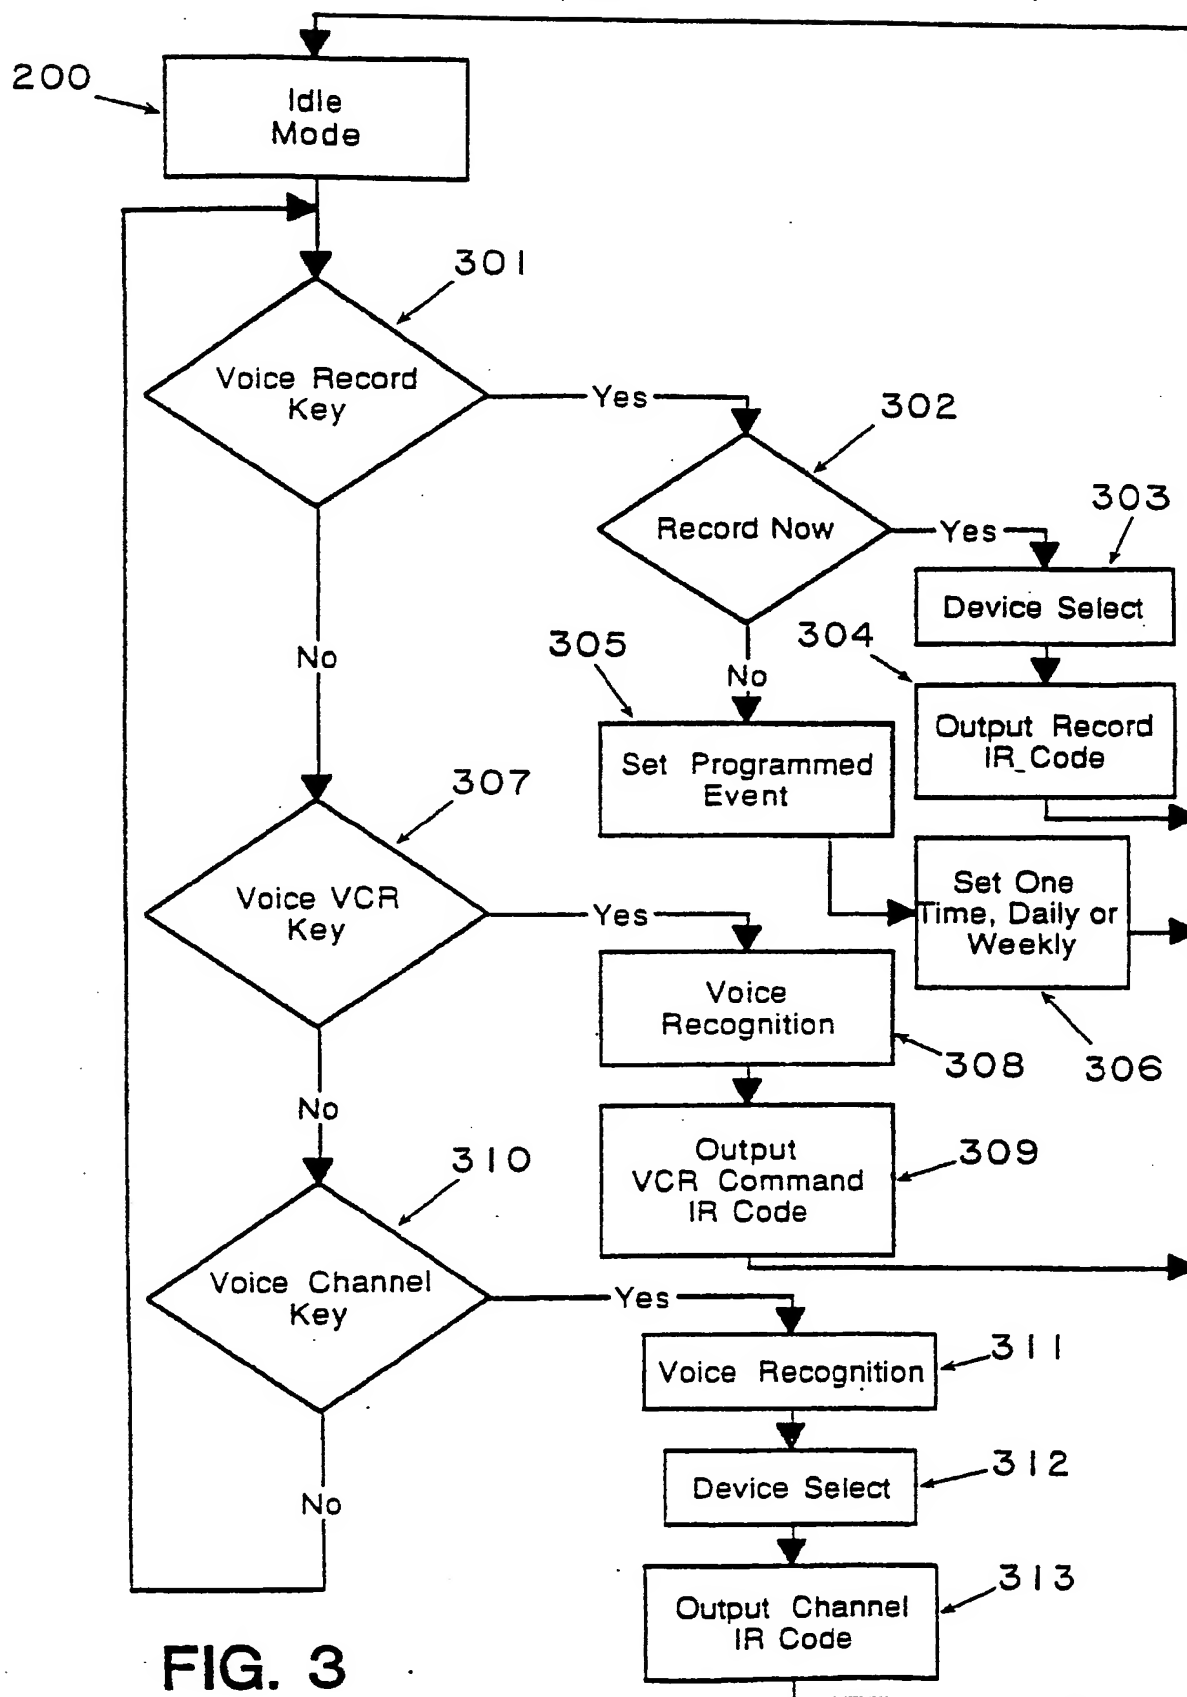 200
Idle
Mode
301
Voice Record
Key
Yes
302
Record Now
Yes
303
Device Select
304
Output Record
IR Code
No
No
305
Set Programmed
Event
Set One
Time, Daily or
Weekly
306
307
Voice VCR
Key
Yes
Voice
Recognition
308
Output
VCR Command
IR Code
309
No
310
Voice Channel
Key
Yes
Voice Recognition
311
Device Select
312
Output Channel
IR Code
313
No
FIG. 3